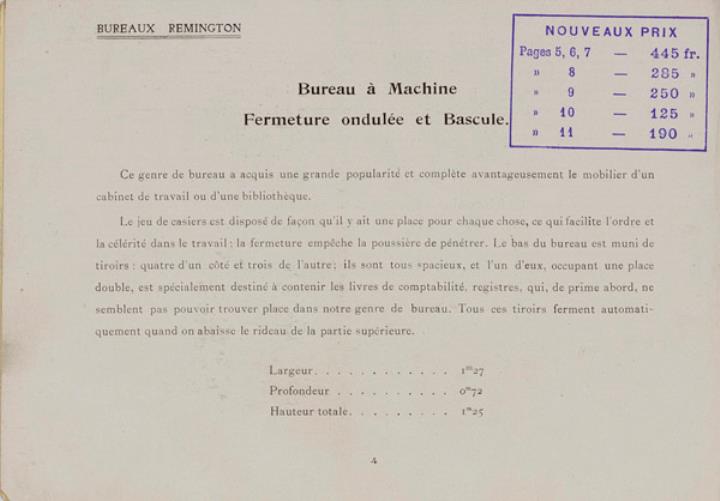 BUREAUX REMINGTON
NOUVEAUX PRIX
Pages 5, 6, 7 — 445 fr.
» 8 — 285 »
» 9 — 250 »
» 10 — 125 »
» 11 — 190 »
Bureau à Machine
Fermeture ondulée et Bascule.
Ce genre de bureau a acquis une grande popularité et complète avantageusement le mobilier d'un
cabinet de travail ou d'une bibliothèque.
Le jeu de casiers est disposé de façon qu'il y ait une place pour chaque chose, ce qui facilite l'ordre et
la célérité dans le travail ; la fermeture empêche la poussière de pénétrer. Le bas du bureau est muni de
tiroirs : quatre d'un côté et trois de l'autre; ils sont tous spacieux, et l'un d'eux, occupant une place
double, est spécialement destiné à contenir les livres de comptabilité, registres, qui, de prime abord, ne
semblent pas pouvoir trouver place dans notre genre de bureau. Tous ces tiroirs ferment automati-
quement quand on abaisse le rideau de la partie supérieure.
Largeur. . . . . . . . . . . . 1ᵐ27
Profondeur . . . . . . . . . . 0ᵐ72
Hauteur totale. . . . . . . . . 1ᵐ25
4